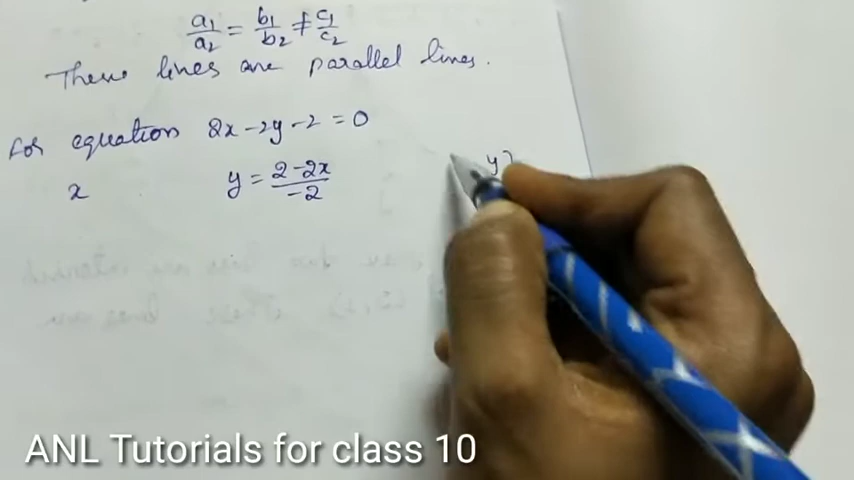 a₁/a₂ = b₁/b₂ ≠ c₁/c₂
These lines are parallel lines.
for equation 2x - 2y - 2 = 0
x y = 2-2x/-2
ANL Tutorials for class 10